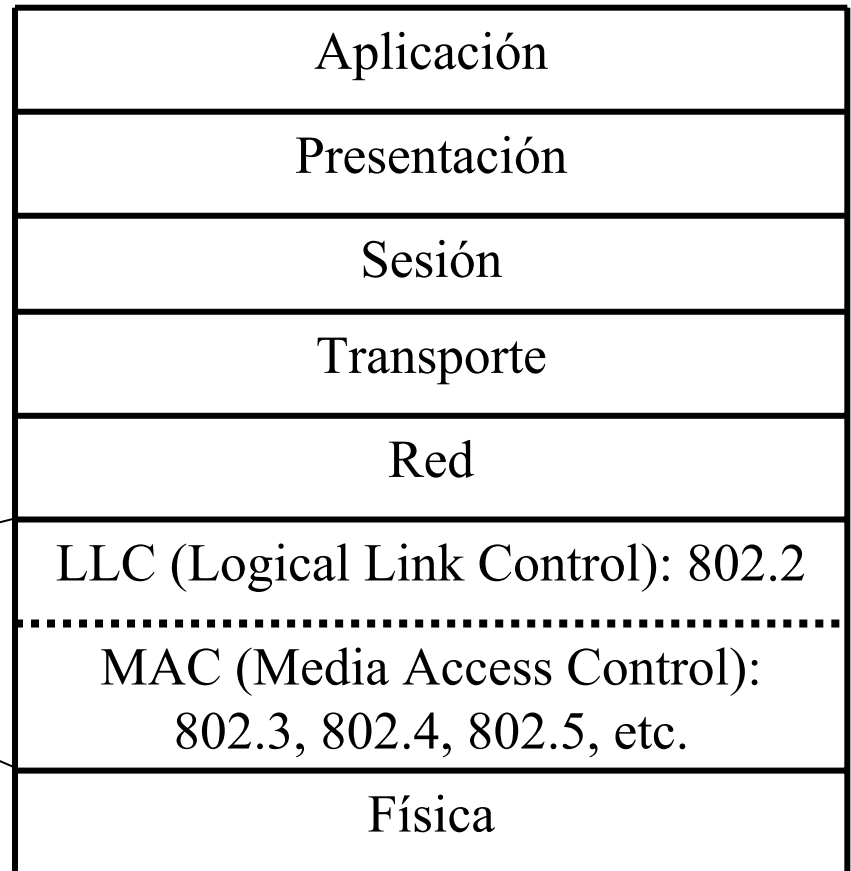 Aplicación
Presentación
Sesión
Transporte
Red
LLC (Logical Link Control): 802.2
MAC (Media Access Control):
802.3, 802.4, 802.5, etc.
Física